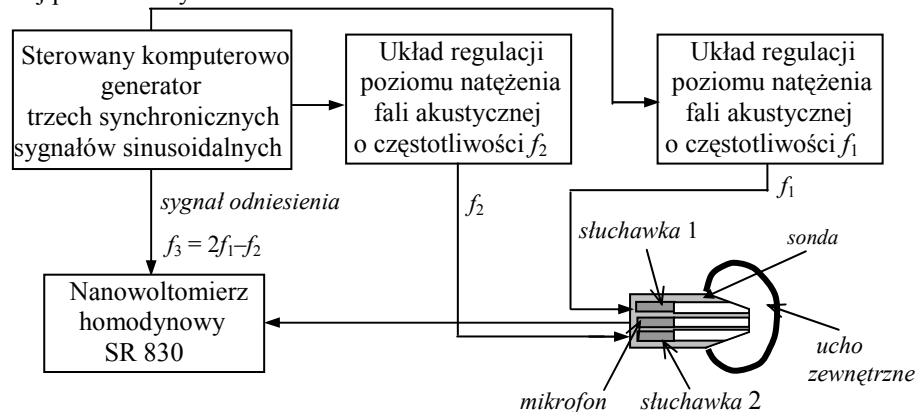 Sterowany komputerowo
generator
trzech synchronicznych
sygnałów sinusoidalnych
Układ regulacji
poziomu natężenia
fali akustycznej
o częstotliwości f2
Układ regulacji
poziomu natężenia
fali akustycznej
o częstotliwości f1
sygnał odniesienia
f3 = 2f1–f2
f2
f1
słuchawka 1
sonda
Nanowoltomierz
homodynowy
SR 830
ucho
zewnętrzne
mikrofon
słuchawka 2